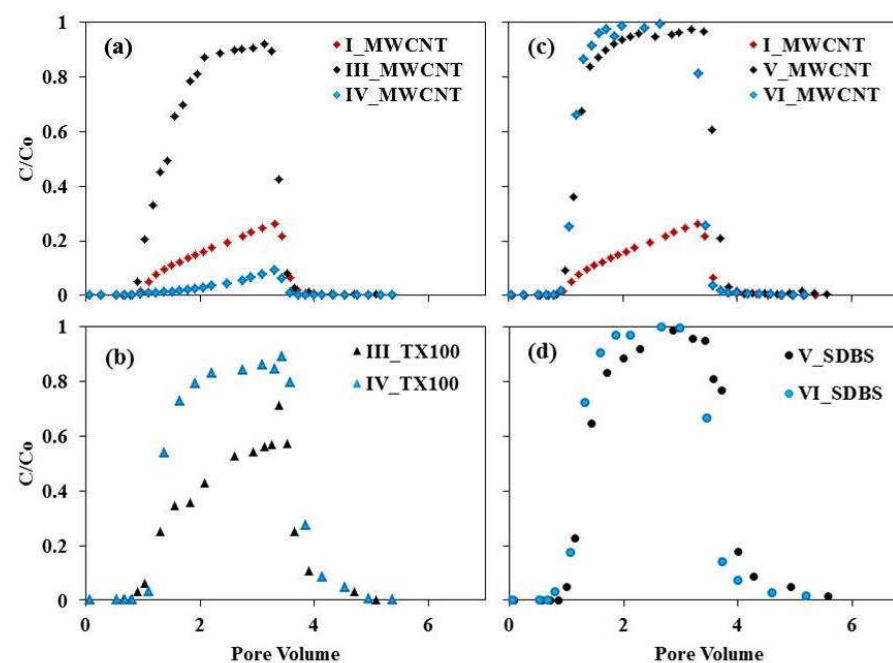 (a)
I_MWCNT
III_MWCNT
IV_MWCNT
1
0.8
0.6
0.4
0.2
0
C/Co
(c)
I_MWCNT
V_MWCNT
VI_MWCNT
(b)
III_TX100
IV_TX100
1
0.8
0.6
0.4
0.2
0
C/Co
0 2 4 6
Pore Volume
(d)
V_SDBS
VI_SDBS
0 2 4 6
Pore Volume